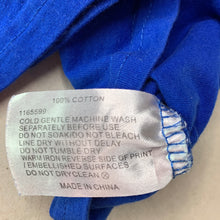 100% COTTON
1165599
COLD GENTLE MACHINE WASH
SEPARATELY BEFORE USE
DO NOT SOAK/DO NOT BLEACH
LINE DRY WITHOUT DELAY
DO NOT TUMBLE DRY
WARM IRON REVERSE SIDE OF PRINT
/ EMBELLISHED SURFACES
DO NOT DRY CLEAN
MADE IN CHINA